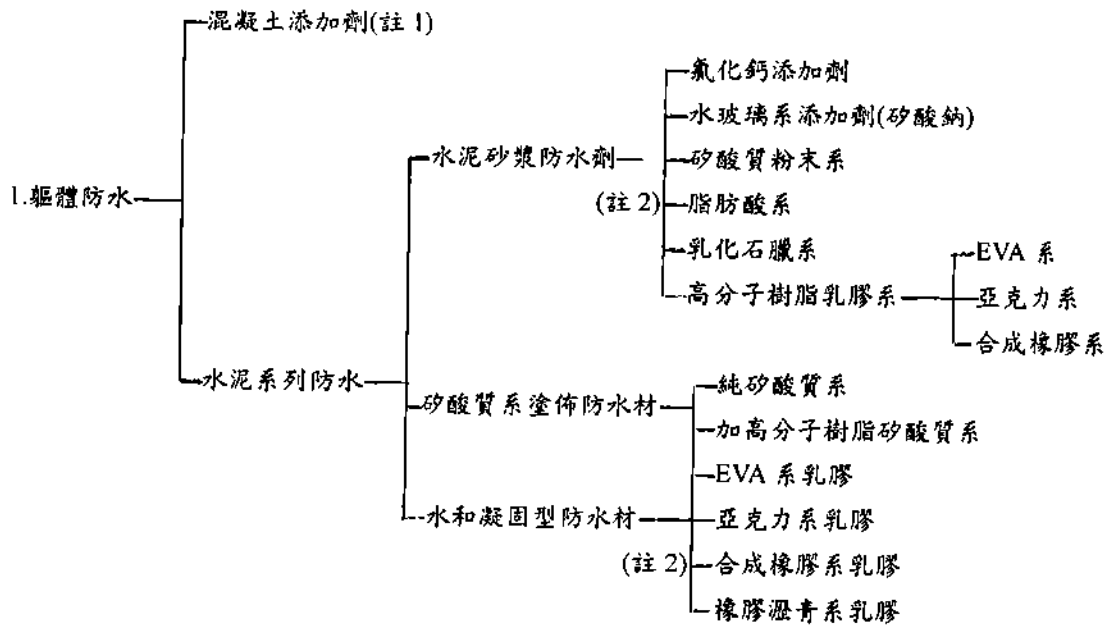 混凝土添加劑(註 1)
氯化鈣添加劑
水玻璃系添加劑(矽酸鈉)
水泥砂漿防水劑
矽酸質粉末系
1.軀體防水
(註 2)
脂肪酸系
乳化石臘系
EVA 系
高分子樹脂乳膠系
亞克力系
合成橡膠系
水泥系列防水
純矽酸質系
矽酸質系塗佈防水材
加高分子樹脂矽酸質系
EVA 系乳膠
水和凝固型防水材
亞克力系乳膠
(註 2)
合成橡膠系乳膠
橡膠瀝青系乳膠